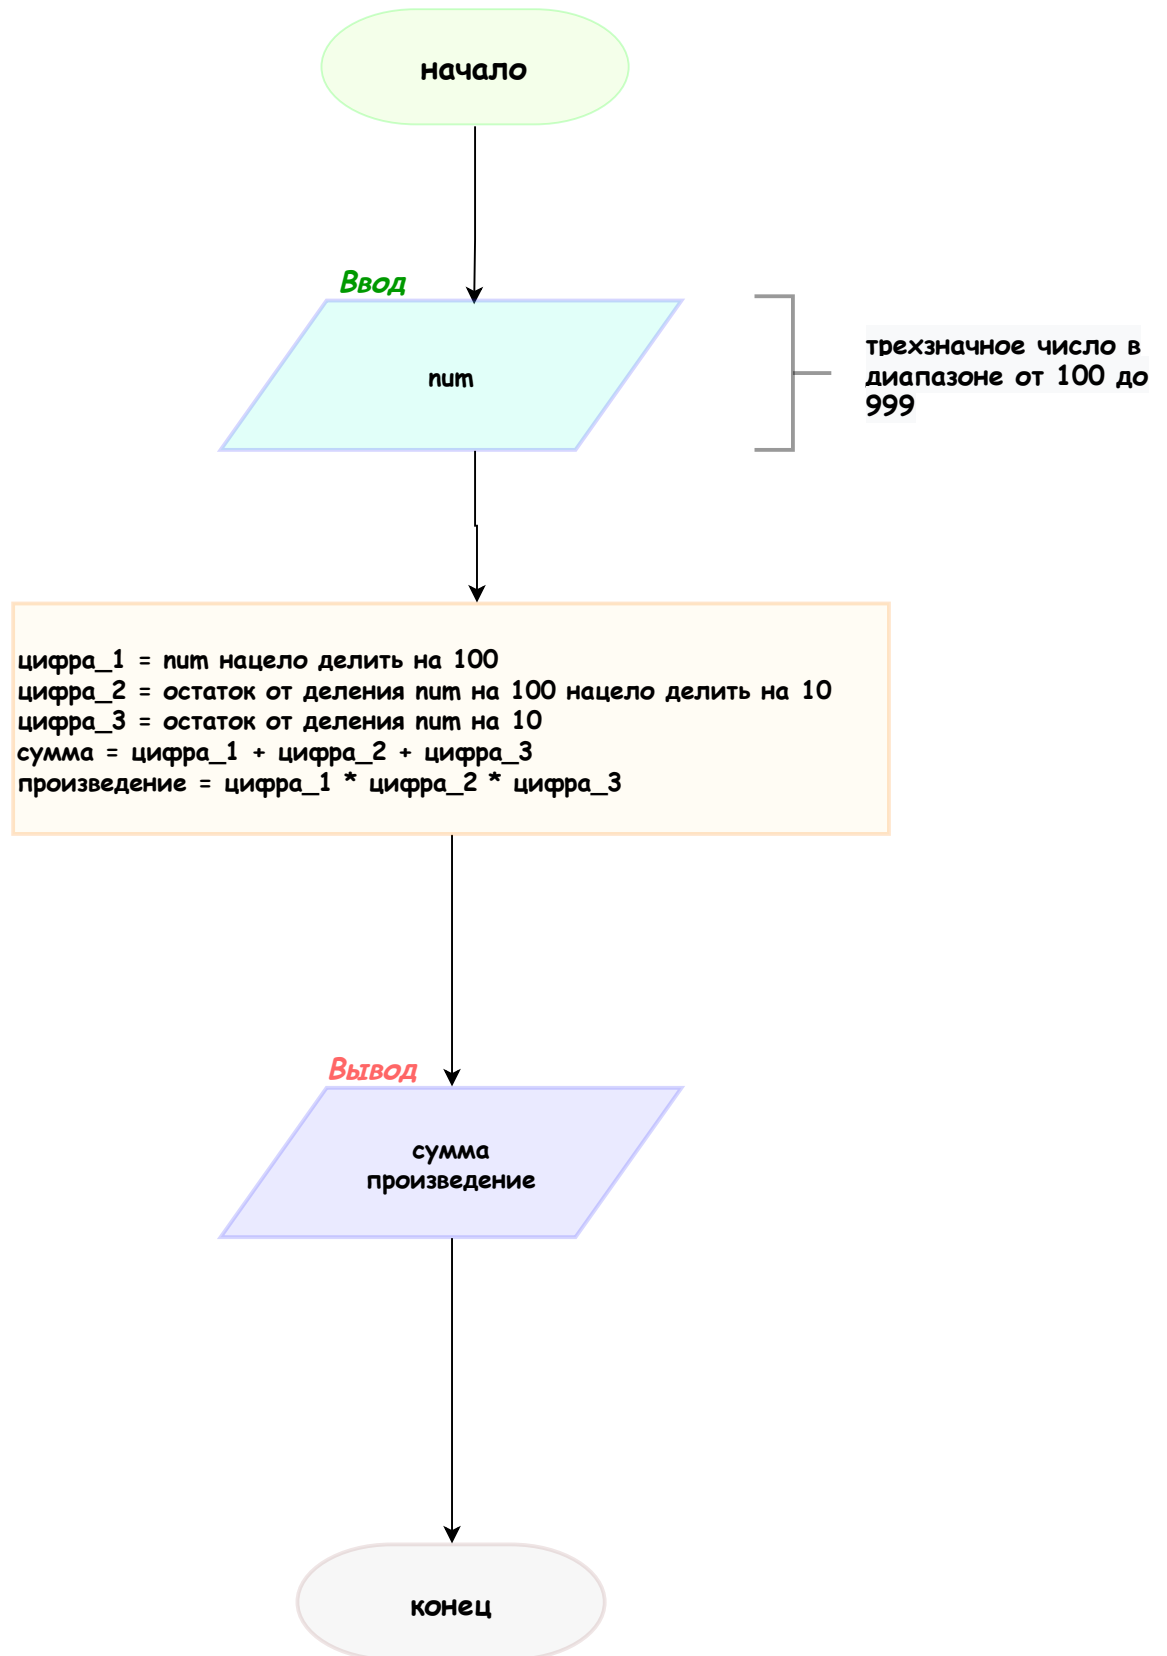 начало
Ввод
num
трехзначное число в
диапазоне от 100 до
999
цифра_1 = num нацело делить на 100
цифра_2 = остаток от деления num на 100 нацело делить на 10
цифра_3 = остаток от деления num на 10
сумма = цифра_1 + цифра_2 + цифра_3
произведение = цифра_1 * цифра_2 * цифра_3
Вывод
сумма
произведение
конец